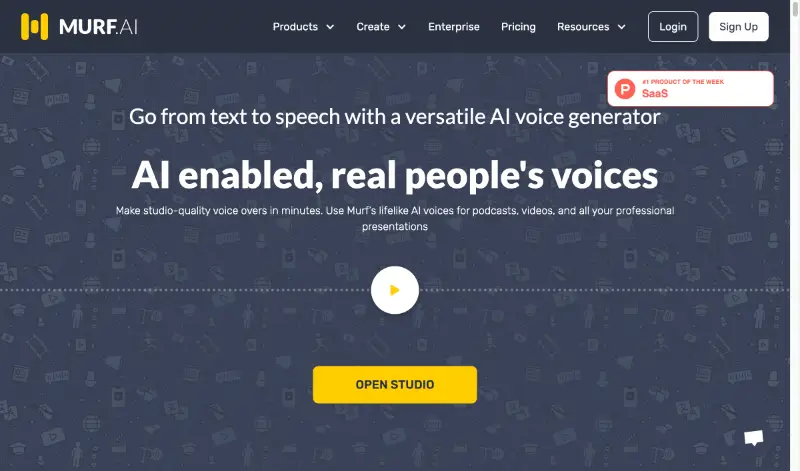 MURF.AI
Products
Create
Enterprise
Pricing
Resources
Login
Sign Up
P
#1 PRODUCT OF THE WEEK
SaaS
Go from text to speech with a versatile AI voice generator
AI enabled, real people's voices
Make studio-quality voice overs in minutes. Use Murf's lifelike AI voices for podcasts, videos, and all your professional
presentations
OPEN STUDIO